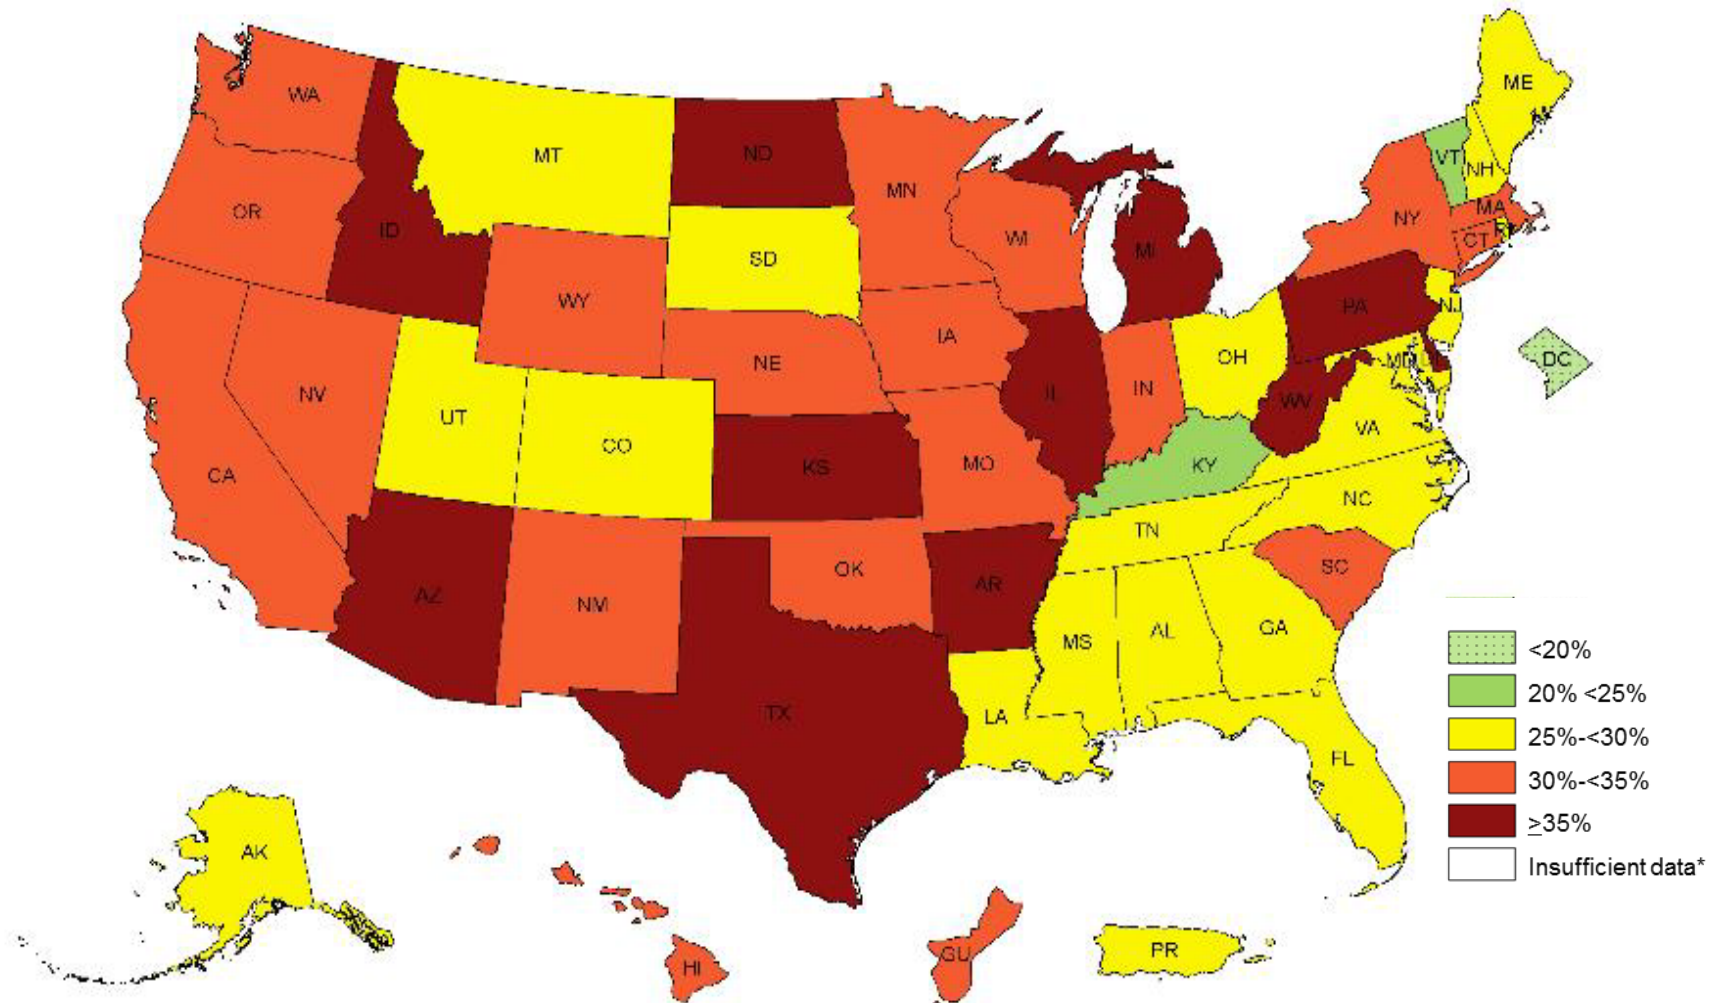 ME
WA
MT
ND
VT
NH
MN
OR
ID
MA
NY
WI
CT
RI
MI
SD
WY
PA
NJ
IA
NE
OH
MD
DE
DC
NV
IL
IN
WV
UT
CO
VA
KS
MO
KY
CA
NC
TN
OK
SC
AR
AZ
NM
GA
AL
MS
TX
LA
FL
<20%
20% <25%
25%-<30%
30%-<35%
≥35%
Insufficient data*
AK
PR
GU
HI